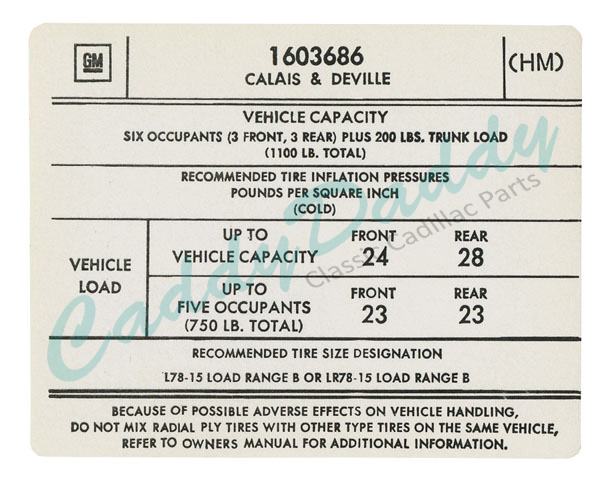 GM
1603686
CALAIS & DEVILLE
(HM)
VEHICLE CAPACITY
SIX OCCUPANTS (3 FRONT, 3 REAR) PLUS 200 LBS. TRUNK LOAD
(1100 LB. TOTAL)
RECOMMENDED TIRE INFLATION PRESSURES
POUNDS PER SQUARE INCH
(COLD)
VEHICLE
LOAD
UP TO
VEHICLE CAPACITY
FRONT
24
REAR
28
UP TO
FIVE OCCUPANTS
(750 LB. TOTAL)
FRONT
23
REAR
23
RECOMMENDED TIRE SIZE DESIGNATION
L78-15 LOAD RANGE B OR LR78-15 LOAD RANGE B
BECAUSE OF POSSIBLE ADVERSE EFFECTS ON VEHICLE HANDLING,
DO NOT MIX RADIAL PLY TIRES WITH OTHER TYPE TIRES ON THE SAME VEHICLE,
REFER TO OWNERS MANUAL FOR ADDITIONAL INFORMATION.
CaddyDaddy
Classic Cadillac Parts